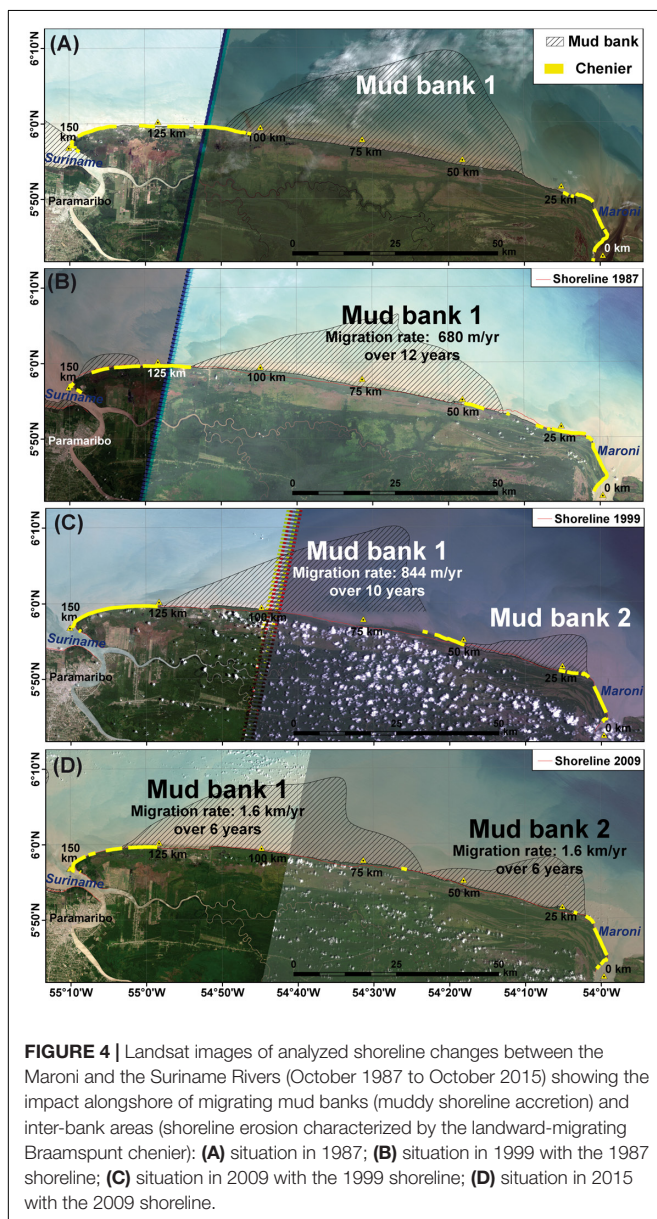 (A)
Mud bank
Chenier
Mud bank 1
6°10'N
6°0'N
5°50'N
150
km
125 km
100 km
75 km
50 km
25 km
0 km
Suriname
Paramaribo
Maroni
0 25 50
km
(B)
Shoreline 1987
Mud bank 1
Migration rate: 680 m/yr
over 12 years
6°10'N
6°0'N
5°50'N
150
km
125 km
100 km
75 km
50 km
25 km
0 km
Suriname
Paramaribo
Maroni
0 25 50
km
(C)
Shoreline 1999
Mud bank 1
Migration rate: 844 m/yr
over 10 years
Mud bank 2
6°10'N
6°0'N
5°50'N
150
km
125 km
100 km
75 km
50 km
25 km
0 km
Suriname
Paramaribo
Maroni
0 25 50
km
(D)
Shoreline 2009
Mud bank 1
Migration rate: 1.6 km/yr
over 6 years
Mud bank 2
Migration rate: 1.6 km/yr
over 6 years
6°10'N
6°0'N
5°50'N
150
km
125 km
100 km
75 km
50 km
25 km
0 km
Suriname
Paramaribo
Maroni
0 25 50
km
55°10'W 55°0'W 54°50'W 54°40'W 54°30'W 54°20'W 54°10'W 54°0'W
FIGURE 4 | Landsat images of analyzed shoreline changes between the
Maroni and the Suriname Rivers (October 1987 to October 2015) showing the
impact alongshore of migrating mud banks (muddy shoreline accretion) and
inter-bank areas (shoreline erosion characterized by the landward-migrating
Braamspunt chenier): (A) situation in 1987; (B) situation in 1999 with the 1987
shoreline; (C) situation in 2009 with the 1999 shoreline; (D) situation in 2015
with the 2009 shoreline.